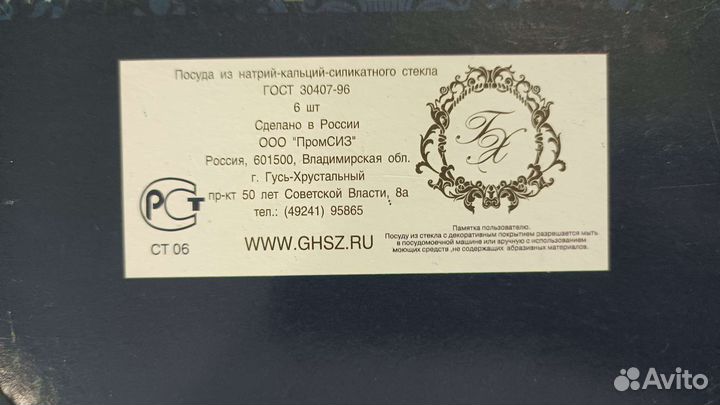 Посуда из натрий-кальций-силикатного стекла
ГОСТ 30407-96
6 шт
Сделано в России
ООО "ПромСИЗ"
Россия, 601500, Владимирская обл.
г. Гусь-Хрустальный
пр-кт 50 лет Советской Власти, 8а
тел.: (49241) 95865
WWW.GHSZ.RU
РСТ
СТ 06
ГХ
Памятка пользователю.
Посуду из стекла с декоративным покрытием разрешается мыть
в посудомоечной машине или вручную с использованием
моющих средств ,не содержащих абразивных материалов.
Avito